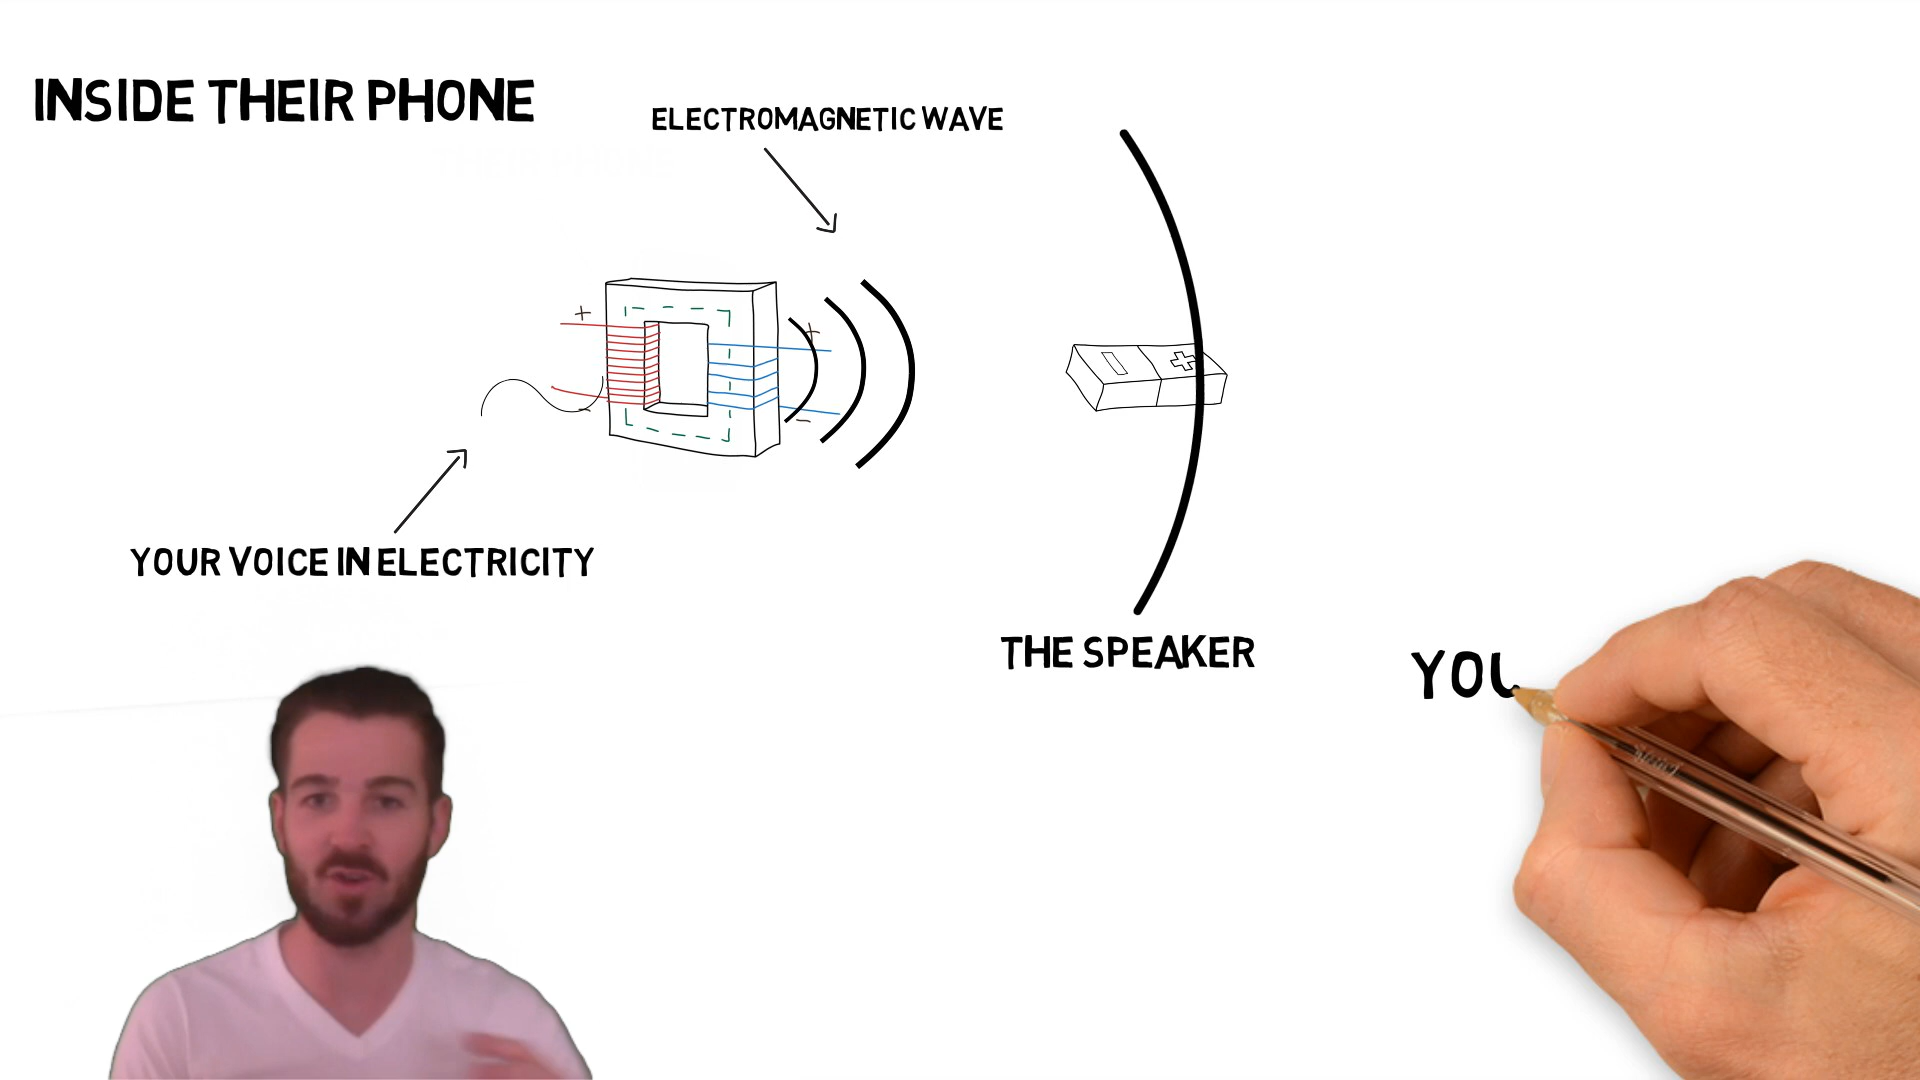 INSIDE THEIR PHONE
ELECTROMAGNETIC WAVE
+
+
-
-
YOUR VOICE IN ELECTRICITY
THE SPEAKER
YOU